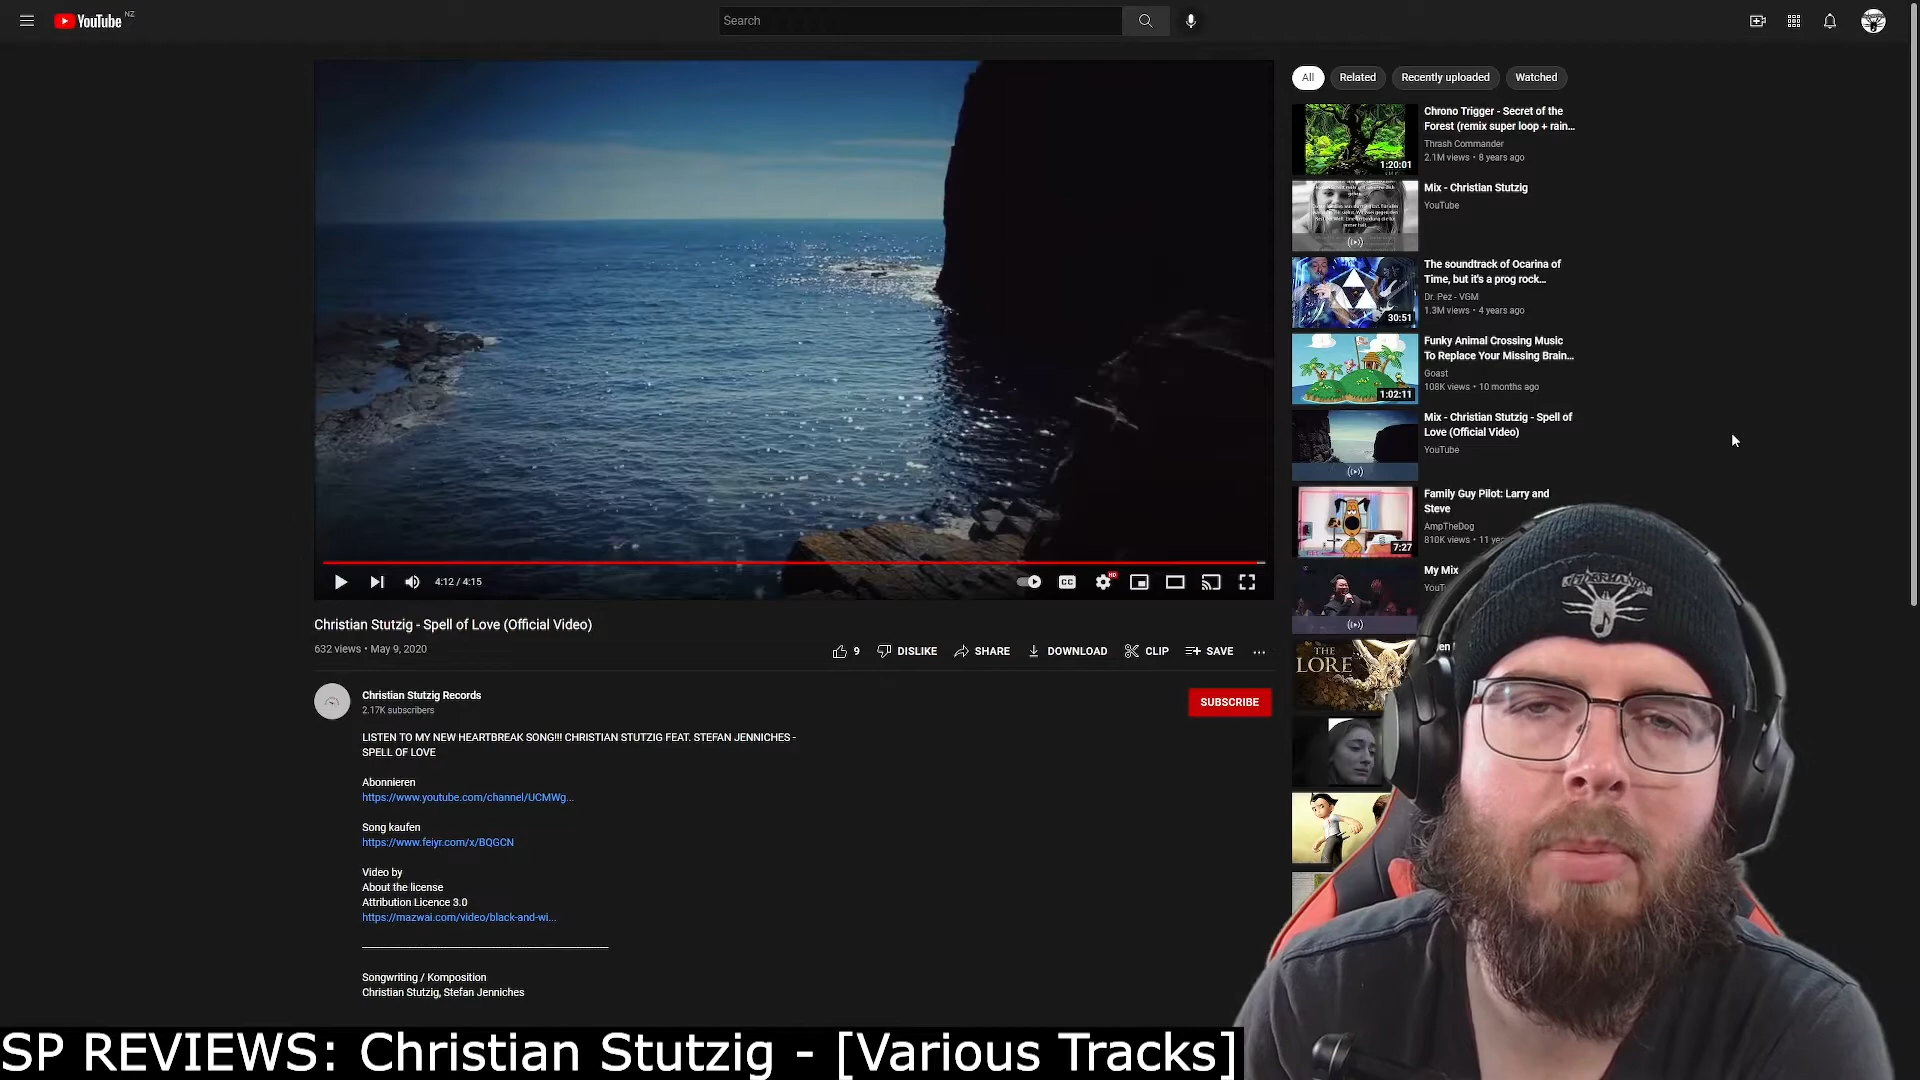 YouTube NZ
Search
All
Related
Recently uploaded
Watched
Chrono Trigger - Secret of the
Forest (remix super loop + rain...
Thrash Commander
2.1M views • 8 years ago
1:20:01
Mix - Christian Stutzig
YouTube
The soundtrack of Ocarina of
Time, but it's a prog rock...
Dr. Pez - VGM
1.3M views • 4 years ago
30:51
Funky Animal Crossing Music
To Replace Your Missing Brain...
Goast
108K views • 10 months ago
1:02:11
Mix - Christian Stutzig - Spell of
Love (Official Video)
YouTube
Family Guy Pilot: Larry and
Steve
AmpTheDog
810K views • 11
7:27
My Mix
THE
LORE
4:12 / 4:15
CC
HD
Christian Stutzig - Spell of Love (Official Video)
632 views • May 9, 2020
9
DISLIKE
SHARE
DOWNLOAD
CLIP
SAVE
Christian Stutzig Records
2.17K subscribers
SUBSCRIBE
LISTEN TO MY NEW HEARTBREAK SONG!!! CHRISTIAN STUTZIG FEAT. STEFAN JENNICHES -
SPELL OF LOVE
Abonnieren
https://www.youtube.com/channel/UCMWg...
Song kaufen
https://www.feiyr.com/x/BQGCN
Video by
About the license
Attribution Licence 3.0
https://mazwai.com/video/black-and-wi...
Songwriting / Komposition
Christian Stutzig, Stefan Jenniches
SP REVIEWS: Christian Stutzig - [Various Tracks]